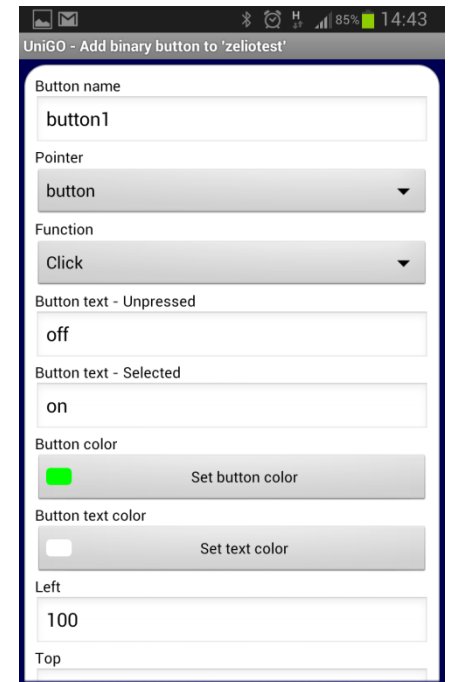 H 85% 14:43
UniGO - Add binary button to 'zeliotest'
Button name
button1
Pointer
button
Function
Click
Button text - Unpressed
off
Button text - Selected
on
Button color
Set button color
Button text color
Set text color
Left
100
Top